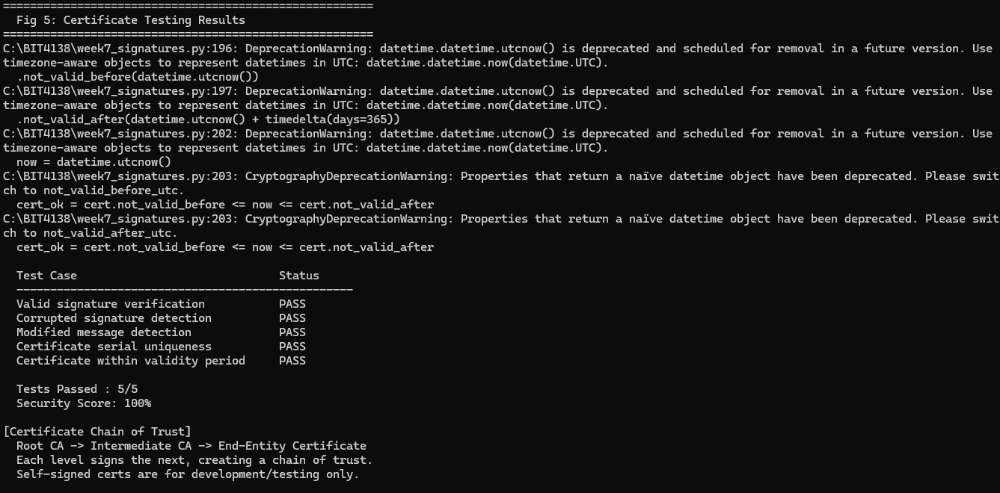 =======================================================
  Fig 5: Certificate Testing Results
=======================================================
C:\BIT4138\week7_signatures.py:196: DeprecationWarning: datetime.datetime.utcnow() is deprecated and scheduled for removal in a future version. Use
timezone-aware objects to represent datetimes in UTC: datetime.datetime.now(datetime.UTC).
  .not_valid_before(datetime.utcnow())
C:\BIT4138\week7_signatures.py:197: DeprecationWarning: datetime.datetime.utcnow() is deprecated and scheduled for removal in a future version. Use
timezone-aware objects to represent datetimes in UTC: datetime.datetime.now(datetime.UTC).
  .not_valid_after(datetime.utcnow() + timedelta(days=365))
C:\BIT4138\week7_signatures.py:202: DeprecationWarning: datetime.datetime.utcnow() is deprecated and scheduled for removal in a future version. Use
timezone-aware objects to represent datetimes in UTC: datetime.datetime.now(datetime.UTC).
  now = datetime.utcnow()
C:\BIT4138\week7_signatures.py:203: CryptographyDeprecationWarning: Properties that return a naïve datetime object have been deprecated. Please swit
ch to not_valid_before_utc.
  cert_ok = cert.not_valid_before <= now <= cert.not_valid_after
C:\BIT4138\week7_signatures.py:203: CryptographyDeprecationWarning: Properties that return a naïve datetime object have been deprecated. Please swit
ch to not_valid_after_utc.
  cert_ok = cert.not_valid_before <= now <= cert.not_valid_after

  Test Case                              Status
  --------------------------------------------------
  Valid signature verification           PASS
  Corrupted signature detection          PASS
  Modified message detection             PASS
  Certificate serial uniqueness          PASS
  Certificate within validity period     PASS

  Tests Passed : 5/5
  Security Score: 100%

[Certificate Chain of Trust]
  Root CA -> Intermediate CA -> End-Entity Certificate
  Each level signs the next, creating a chain of trust.
  Self-signed certs are for development/testing only.